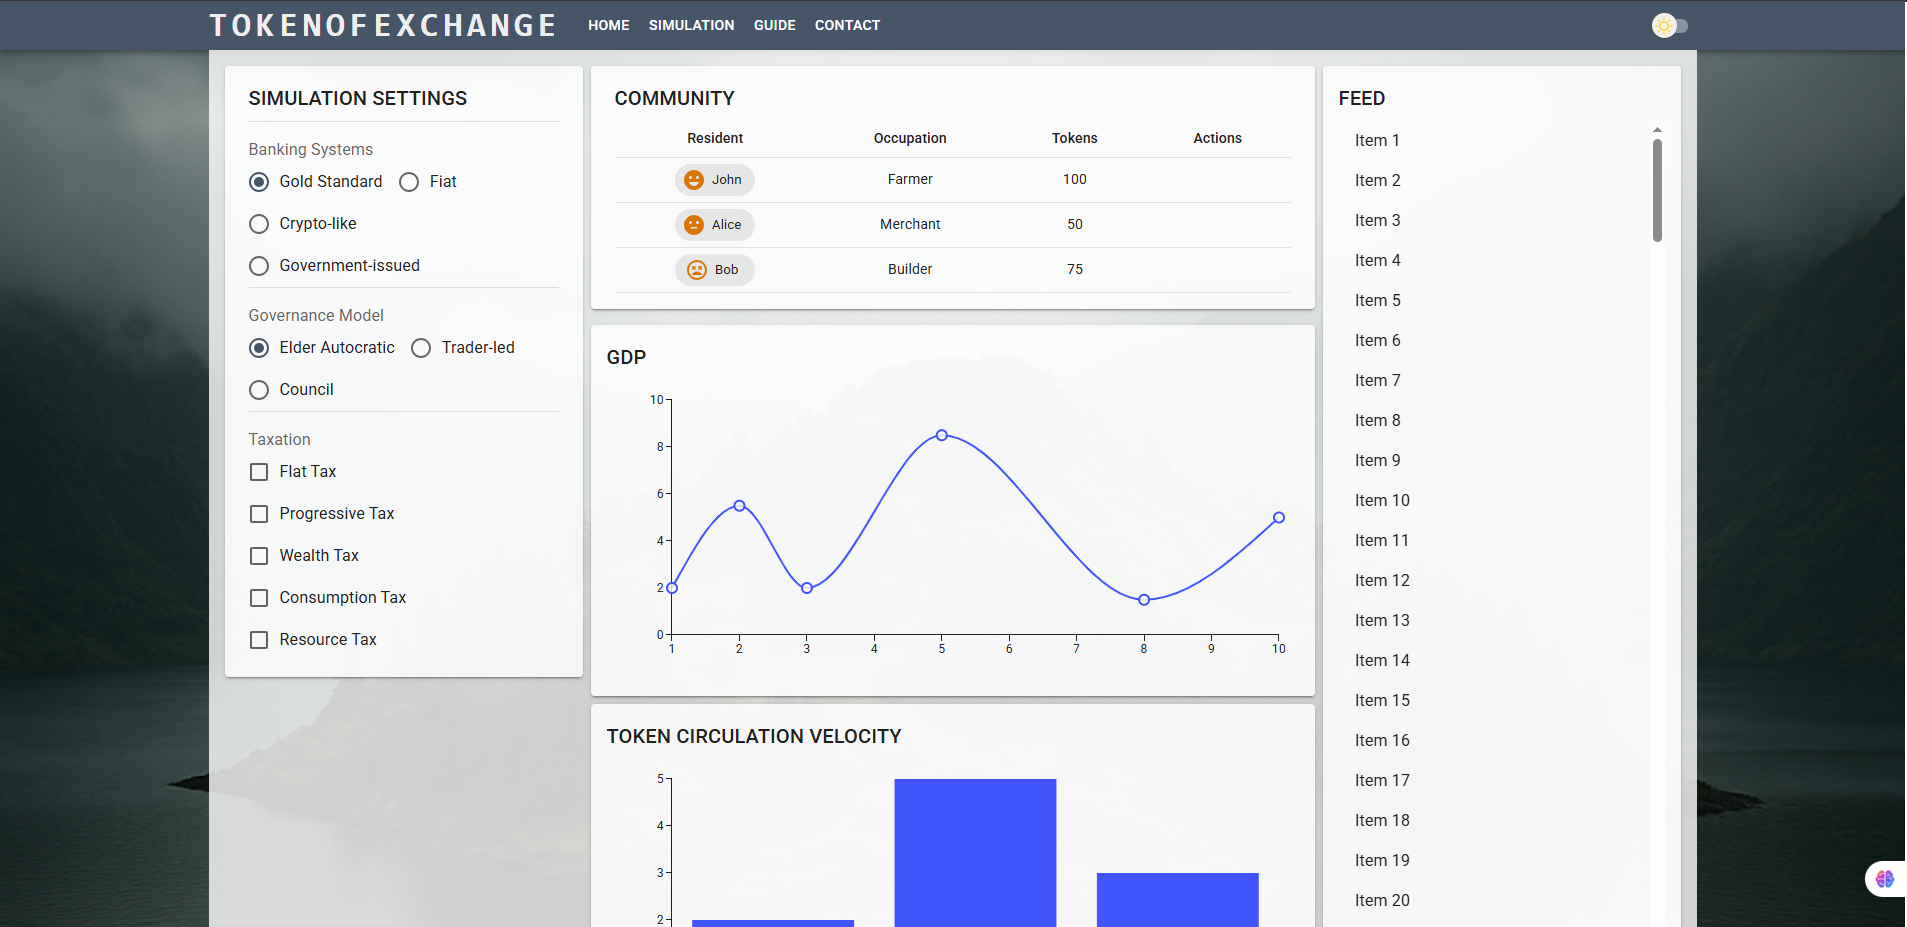 TOKENOFEXCHANGE HOME SIMULATION GUIDE CONTACT
SIMULATION SETTINGS
Banking Systems
Gold Standard Fiat
Crypto-like
Government-issued
Governance Model
Elder Autocratic Trader-led
Council
Taxation
Flat Tax
Progressive Tax
Wealth Tax
Consumption Tax
Resource Tax
COMMUNITY
Resident Occupation Tokens Actions
John Farmer 100
Alice Merchant 50
Bob Builder 75
GDP
10
8
6
4
2
0
1 2 3 4 5 6 7 8 9 10
TOKEN CIRCULATION VELOCITY
5
4
3
2
FEED
Item 1
Item 2
Item 3
Item 4
Item 5
Item 6
Item 7
Item 8
Item 9
Item 10
Item 11
Item 12
Item 13
Item 14
Item 15
Item 16
Item 17
Item 18
Item 19
Item 20